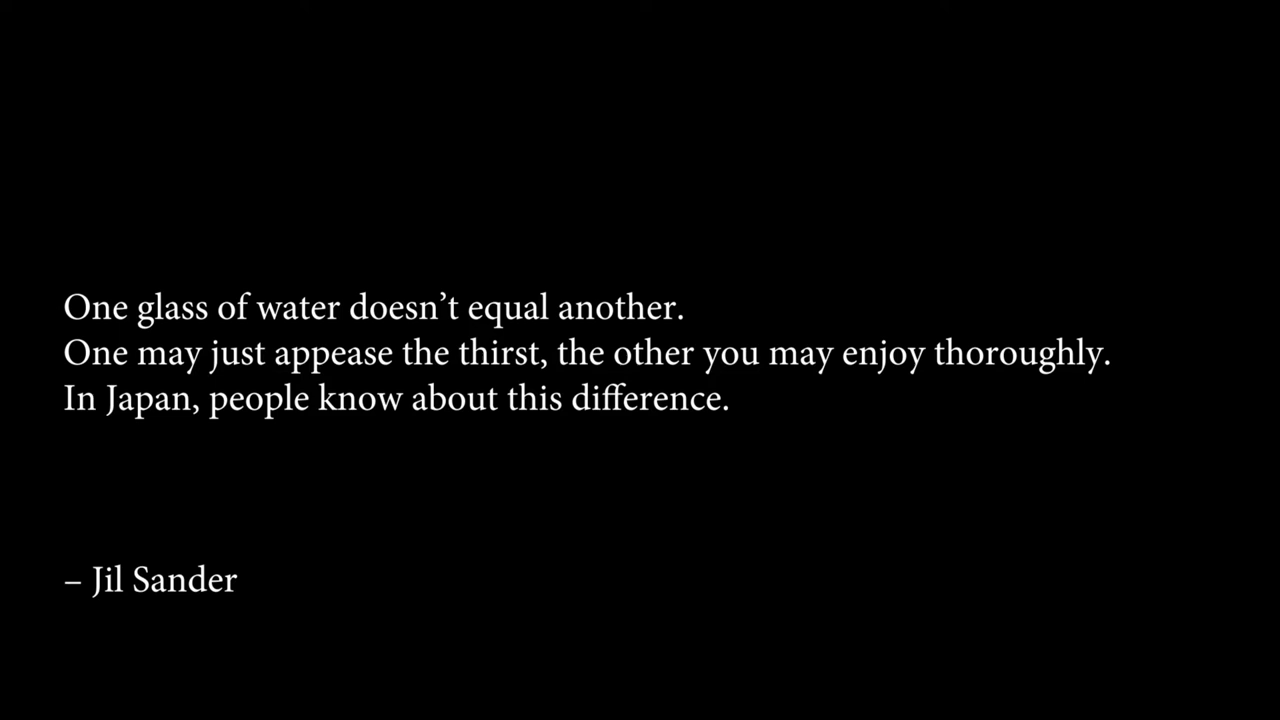 One glass of water doesn’t equal another.
One may just appease the thirst, the other you may enjoy thoroughly.
In Japan, people know about this difference.
– Jil Sander